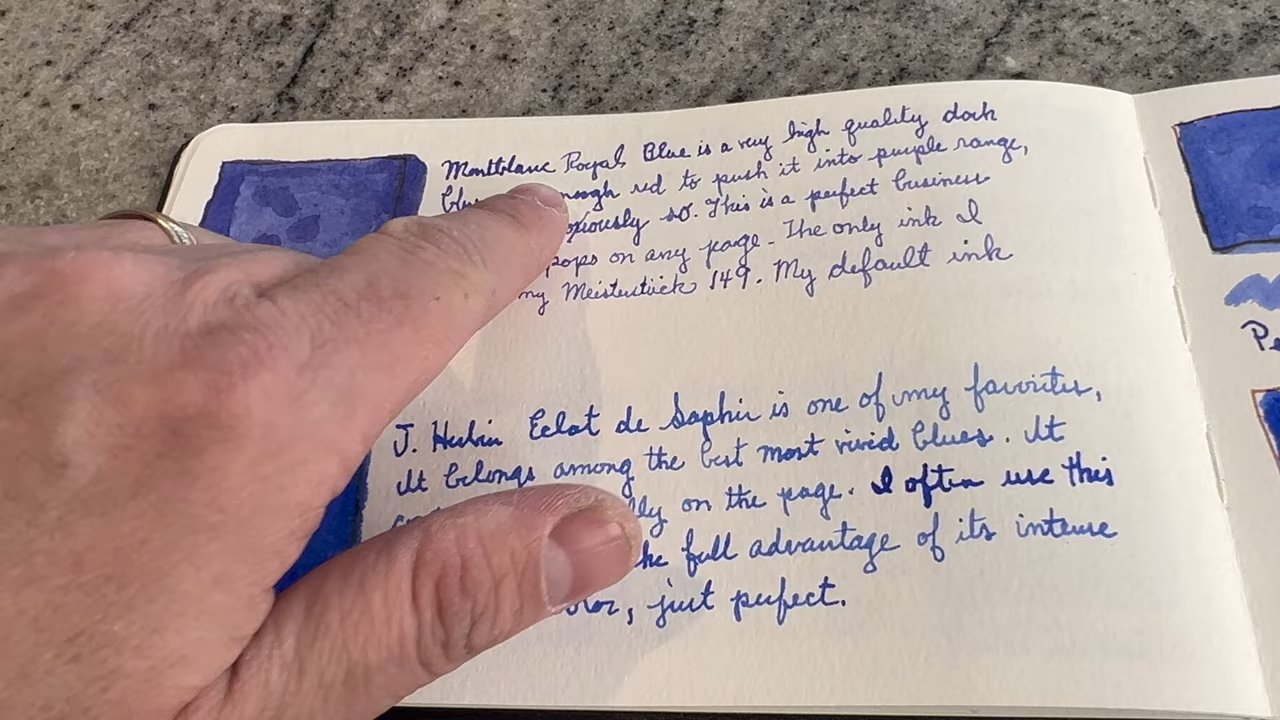 Montblanc Royal Blue is a very high quality dark
red to push it into purple range,
so. This is a perfect business
pops on any page. The only ink I
my Meisterstück 149. My default ink
J. Herbin Eclat de Saphir is one of my favorites,
It belongs among the best most vivid blues. It
on the page. I often use this
full advantage of its intense
just perfect.
Pe